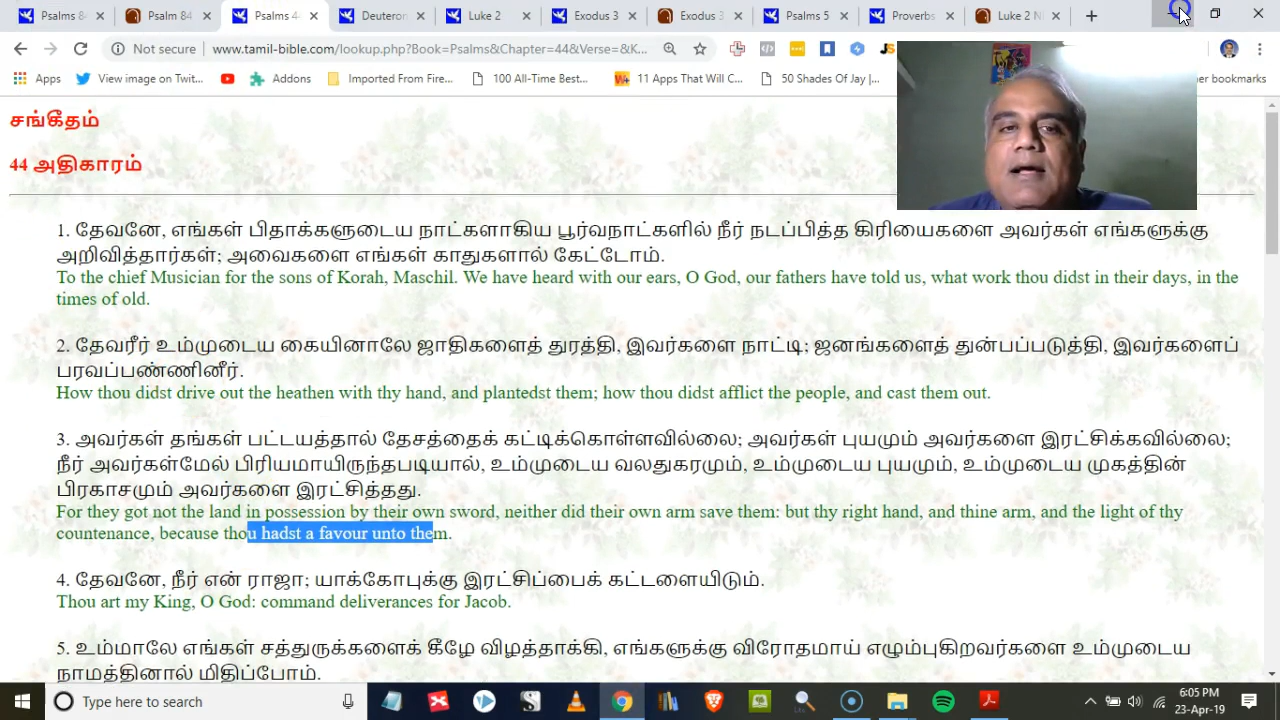 Psalms 84
Psalm 84
Psalms 44
Deuteron
Luke 2
Exodus 3
Exodus 3
Psalms 5
Proverbs
Luke 2 N
Not secure
www.tamil-bible.com/lookup.php?Book=Psalms&Chapter=44&Verse=&K...
Apps
View image on Twit...
Addons
Imported From Fire...
100 All-Time Best...
11 Apps That Will C...
50 Shades Of Jay |...
her bookmarks
சங்கீதம்
44 அதிகாரம்
1. தேவனே, எங்கள் பிதாக்களுடைய நாட்களாகிய பூர்வநாட்களில் நீர் நடப்பித்த கிரியைகளை அவர்கள் எங்களுக்கு
அறிவித்தார்கள்; அவைகளை எங்கள் காதுகளால் கேட்டோம்.
To the chief Musician for the sons of Korah, Maschil. We have heard with our ears, O God, our fathers have told us, what work thou didst in their days, in the
times of old.
2. தேவரீர் உம்முடைய கையினாலே ஜாதிகளைத் துரத்தி, இவர்களை நாட்டி; ஜனங்களைத் துன்பப்படுத்தி, இவர்களைப்
பரவப்பண்ணினீர்.
How thou didst drive out the heathen with thy hand, and plantedst them; how thou didst afflict the people, and cast them out.
3. அவர்கள் தங்கள் பட்டயத்தால் தேசத்தைக் கட்டிக்கொள்ளவில்லை; அவர்கள் புயமும் அவர்களை இரட்சிக்கவில்லை;
நீர் அவர்கள்மேல் பிரியமாயிருந்தபடியால், உம்முடைய வலதுகரமும், உம்முடைய புயமும், உம்முடைய முகத்தின்
பிரகாசமும் அவர்களை இரட்சித்தது.
For they got not the land in possession by their own sword, neither did their own arm save them: but thy right hand, and thine arm, and the light of thy
countenance, because thou hadst a favour unto them.
4. தேவனே, நீர் என் ராஜா; யாக்கோபுக்கு இரட்சிப்பைக் கட்டளையிடும்.
Thou art my King, O God: command deliverances for Jacob.
5. உம்மாலே எங்கள் சத்துருக்களைக் கீழே விழத்தாக்கி, எங்களுக்கு விரோதமாய் எழும்புகிறவர்களை உம்முடைய
நாமத்தினால் மிதிப்போம்.
Type here to search
6:05 PM
23-Apr-19